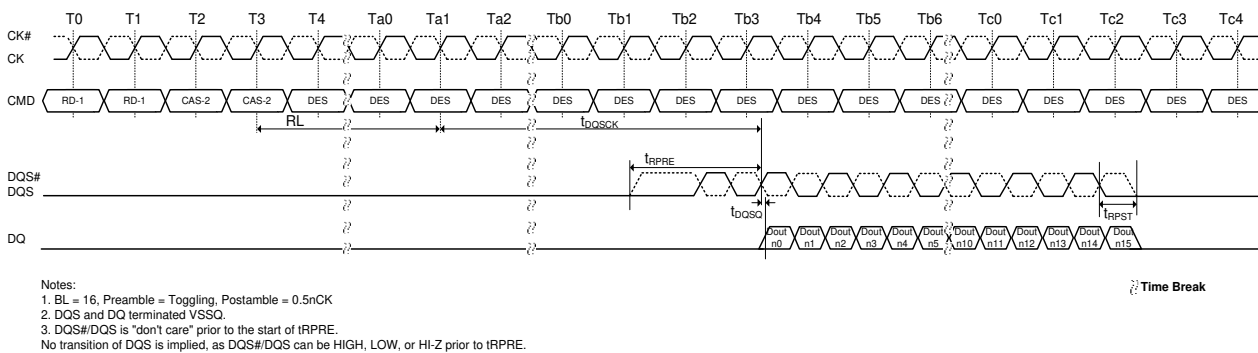 T0 T1 T2 T3 T4 Ta0 Ta1 Ta2 Tb0 Tb1 Tb2 Tb3 Tb4 Tb5 Tb6 Tc0 Tc1 Tc2 Tc3 Tc4
CK#
CK
CMD RD-1 RD-1 CAS-2 CAS-2 DES DES DES DES DES DES DES DES DES DES DES DES DES DES DES DES
RL tDQSCK
tRPRE
DQS#
DQS
tDQSQ tRPST
DQ Dout n0 Dout n1 Dout n2 Dout n3 Dout n4 Dout n5 Dout n10 Dout n11 Dout n12 Dout n13 Dout n14 Dout n15
Notes:
1. BL = 16, Preamble = Toggling, Postamble = 0.5nCK
2. DQS and DQ terminated VSSQ.
3. DQS#/DQS is "don't care" prior to the start of tRPRE.
No transition of DQS is implied, as DQS#/DQS can be HIGH, LOW, or HI-Z prior to tRPRE.
Time Break